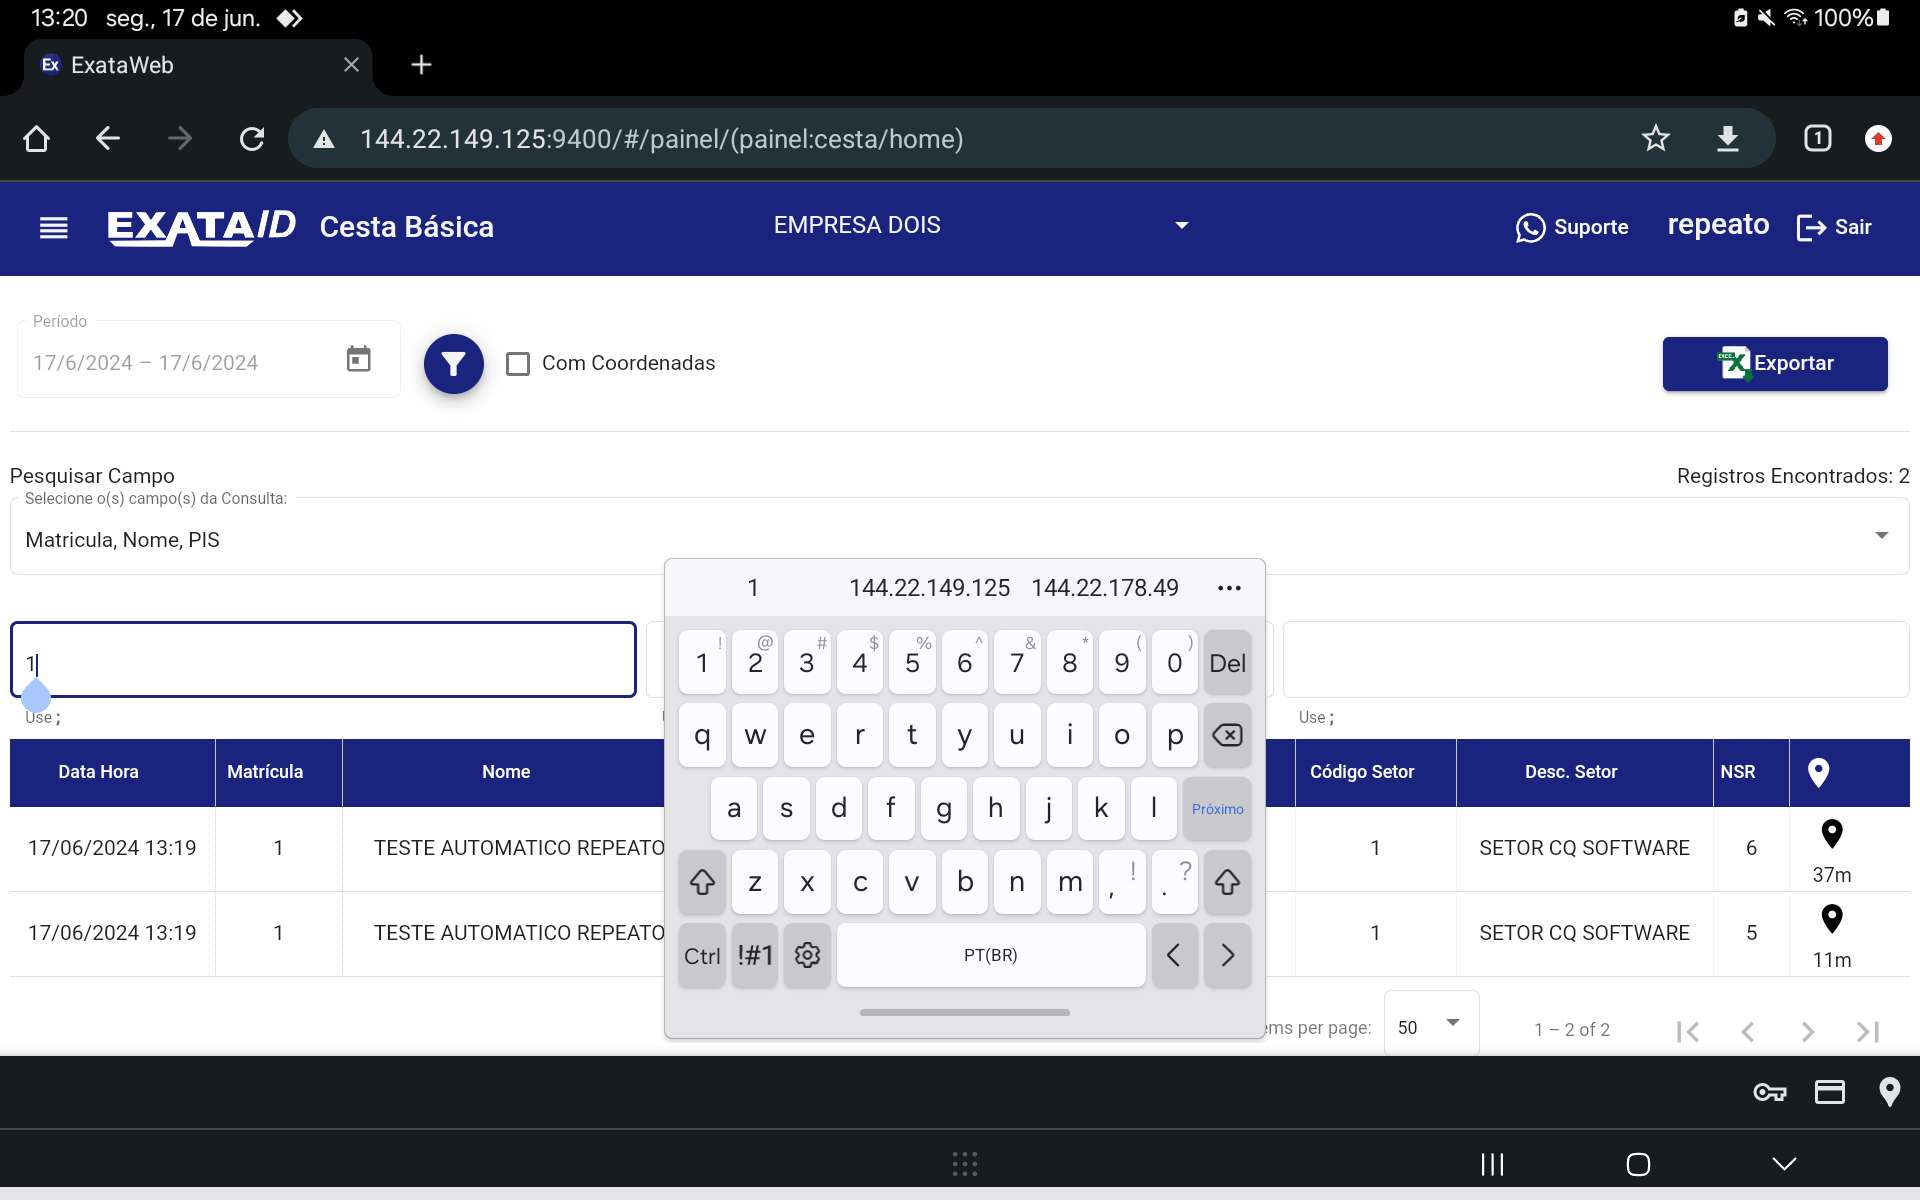 13:20 seg., 17 de jun. 100%
Ex ExataWeb
144.22.149.125:9400/#/painel/(painel:cesta/home) 1
EXATAID Cesta Básica EMPRESA DOIS Suporte repeato Sair
Período
17/6/2024 – 17/6/2024 Com Coordenadas Exportar
Pesquisar Campo Registros Encontrados: 2
Selecione o(s) campo(s) da Consulta:
Matricula, Nome, PIS
1 144.22.149.125 144.22.178.49 •••
1
1 ! 2 @ 3 # 4 $ 5 % 6 ^ 7 & 8 * 9 ( 0 ) Del
Use ; Use ;
q w e r t y u i o p
Data Hora Matrícula Nome Código Setor Desc. Setor NSR
a s d f g h j k l Próximo
17/06/2024 13:19 1 TESTE AUTOMATICO REPEATO 1 SETOR CQ SOFTWARE 6
37m
z x c v b n m , ! . ?
17/06/2024 13:19 1 TESTE AUTOMATICO REPEATO 1 SETOR CQ SOFTWARE 5
11m
Ctrl !#1 PT(BR) < >
ems per page: 50 1 – 2 of 2